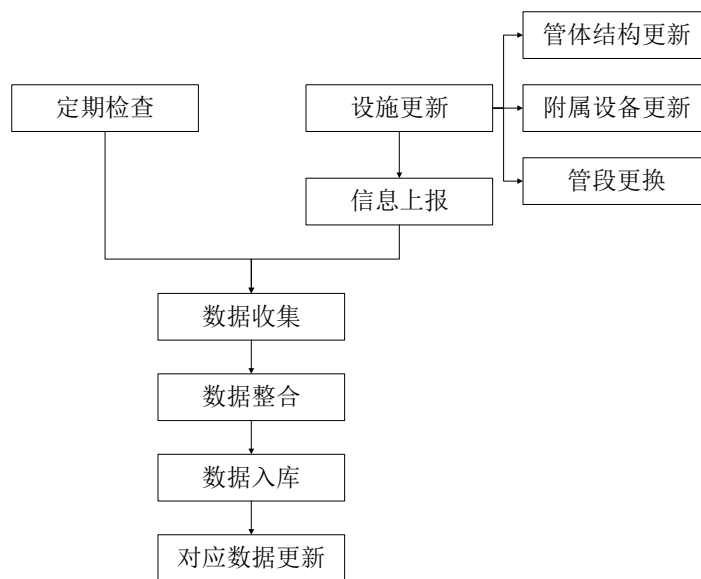 管体结构更新
定期检查
设施更新
附属设备更新
管段更换
信息上报
数据收集
数据整合
数据入库
对应数据更新